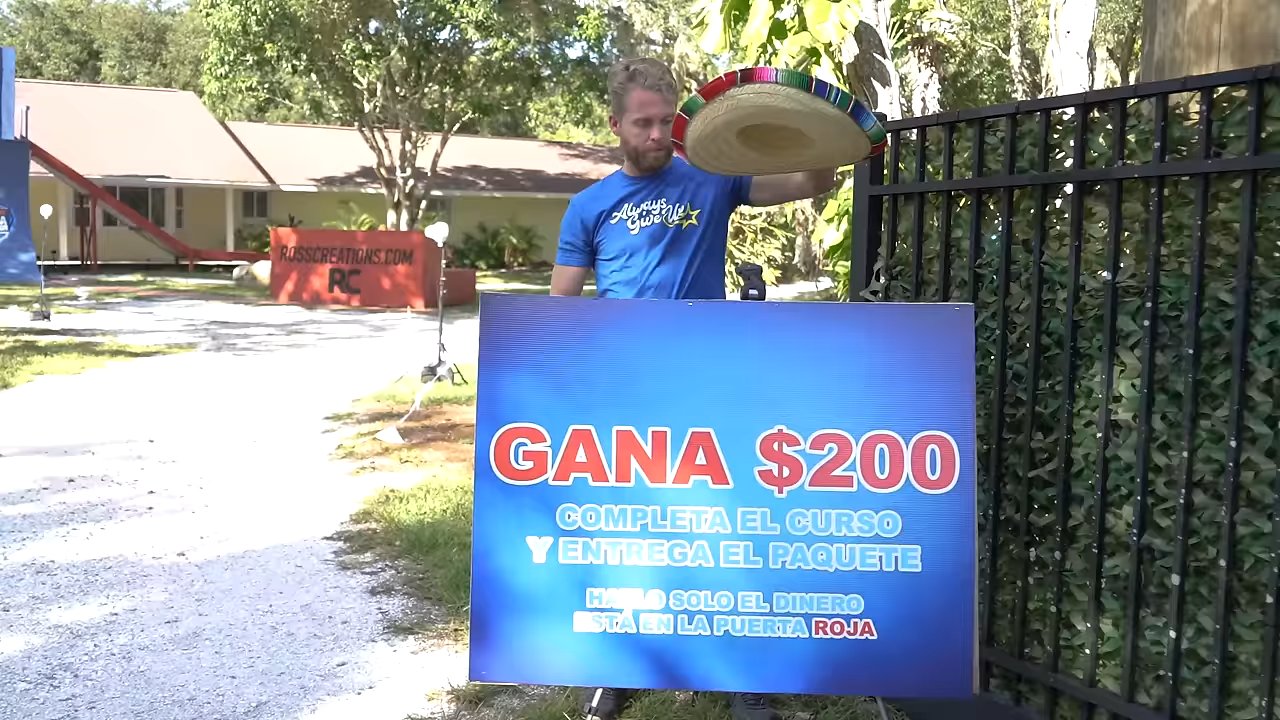 Always
Give Up
ROSSCREATIONS.COM
RC
GANA $200
COMPLETA EL CURSO
Y ENTREGA EL PAQUETE
SOLO EL DINERO
EN LA PUERTA ROJA